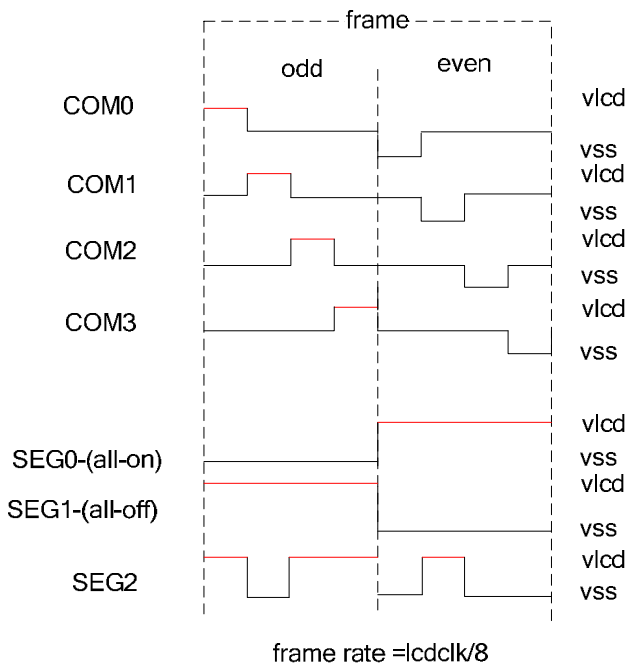 frame
odd even
COM0 vlcd
vss
COM1 vlcd
vss
COM2 vlcd
vss
COM3 vlcd
vss
vlcd
SEG0-(all-on) vss
vlcd
SEG1-(all-off)
vss
vlcd
SEG2 vss
frame rate =lcdclk/8